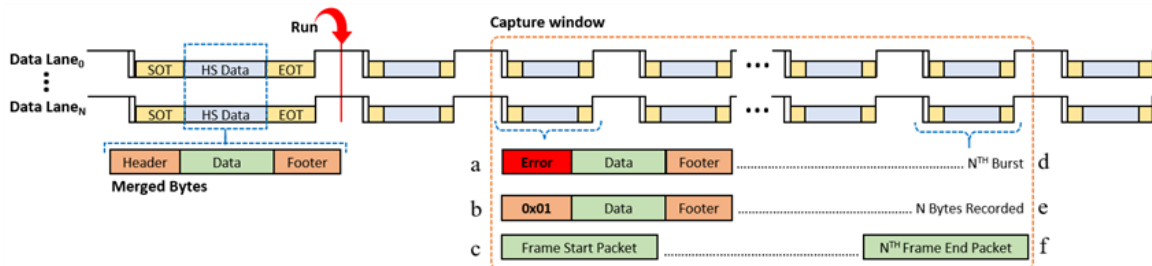 Run
Capture window
Data Lane0
SOT HS Data EOT
Data LaneN
SOT HS Data EOT
Header Data Footer
Merged Bytes
a Error Data Footer NTH Burst d
b 0x01 Data Footer N Bytes Recorded e
c Frame Start Packet NTH Frame End Packet f